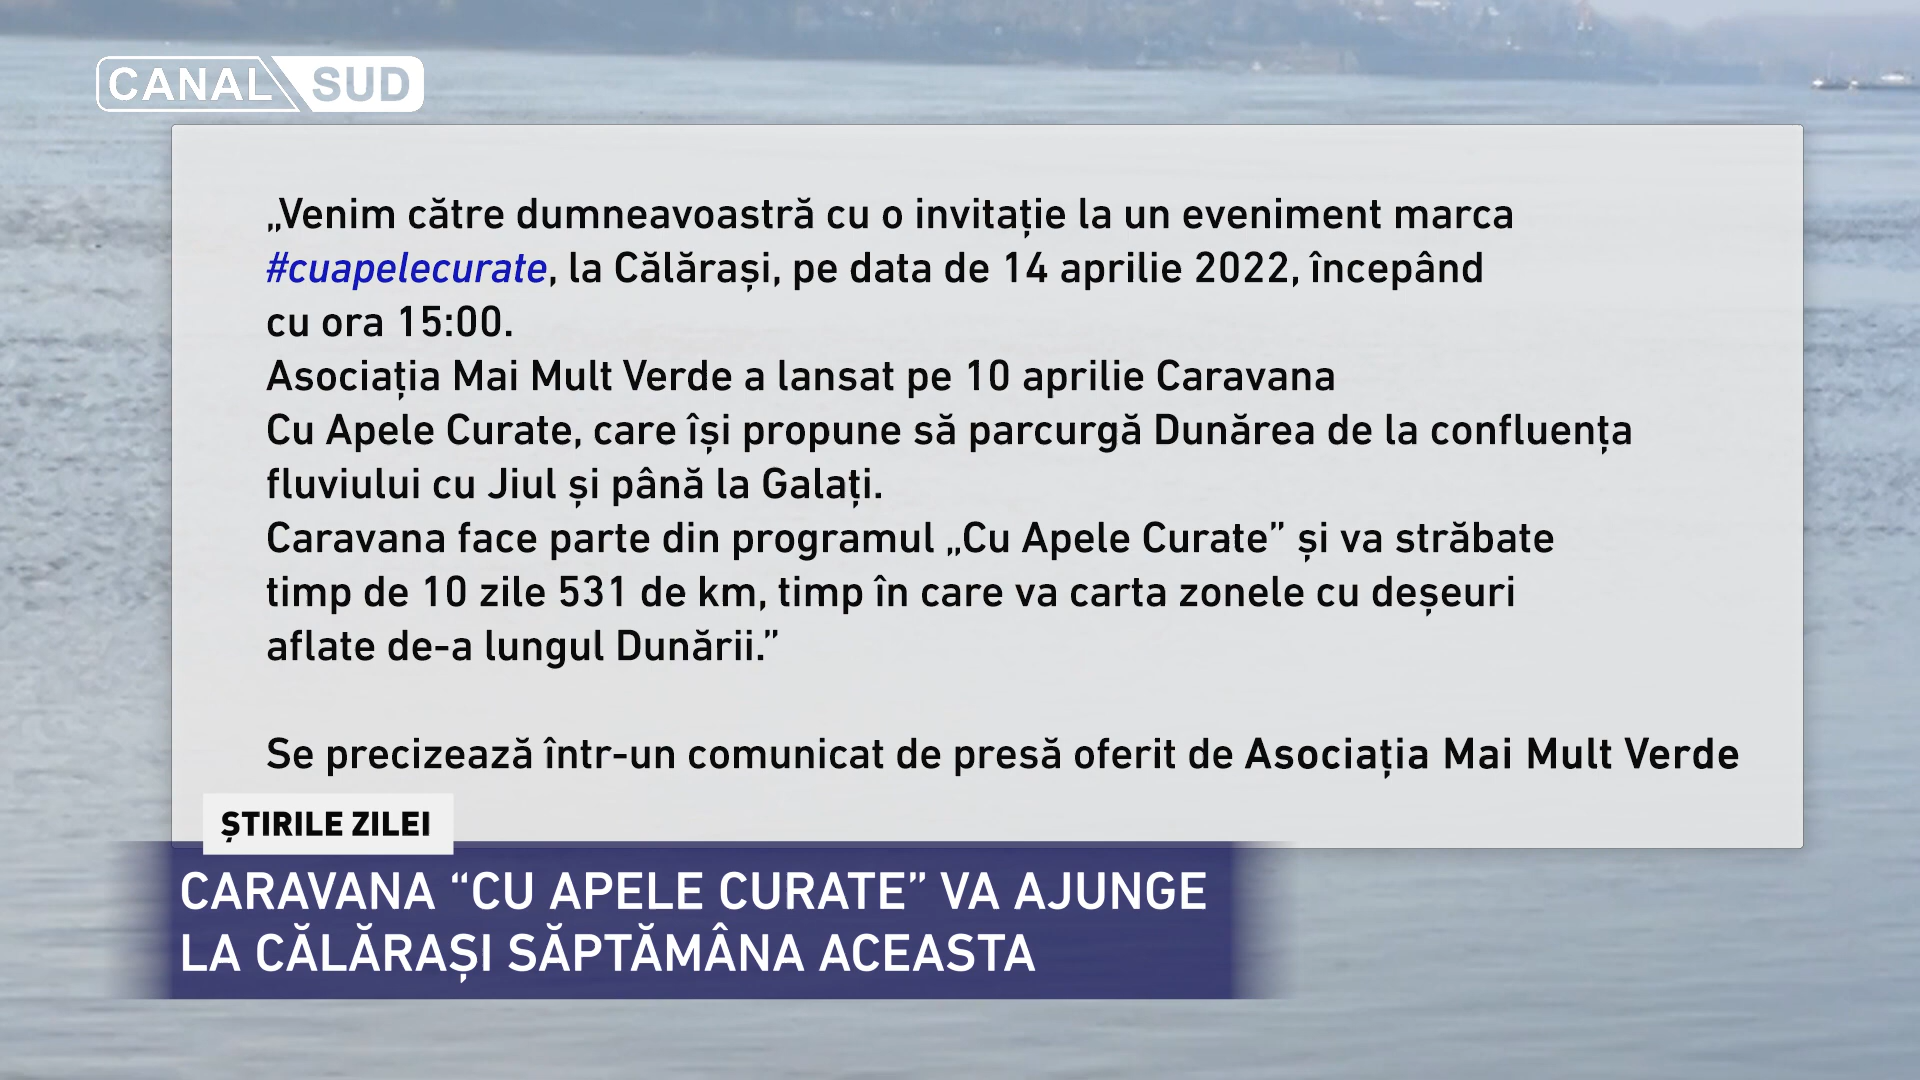 CANAL SUD
„Venim către dumneavoastră cu o invitație la un eveniment marca
#cuapelecurate, la Călărași, pe data de 14 aprilie 2022, începând
cu ora 15:00.
Asociația Mai Mult Verde a lansat pe 10 aprilie Caravana
Cu Apele Curate, care își propune să parcurgă Dunărea de la confluența
fluviului cu Jiul și până la Galați.
Caravana face parte din programul „Cu Apele Curate” și va străbate
timp de 10 zile 531 de km, timp în care va carta zonele cu deșeuri
aflate de-a lungul Dunării.”
Se precizează într-un comunicat de presă oferit de Asociația Mai Mult Verde
ȘTIRILE ZILEI
CARAVANA “CU APELE CURATE” VA AJUNGE
LA CĂLĂRAȘI SĂPTĂMÂNA ACEASTA